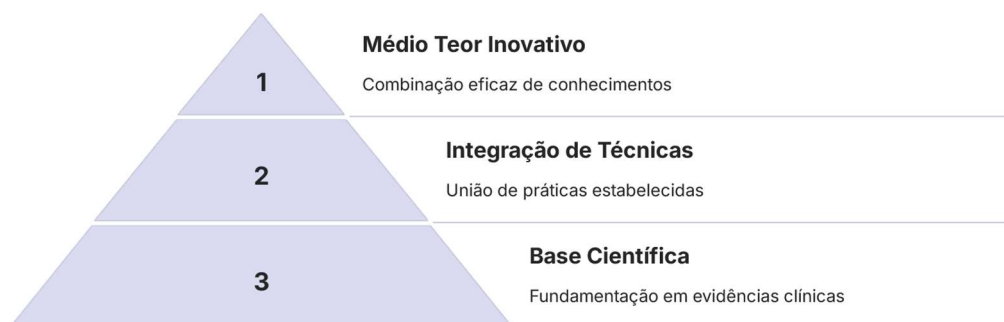 1
Médio Teor Inovativo
Combinação eficaz de conhecimentos
2
Integração de Técnicas
União de práticas estabelecidas
3
Base Científica
Fundamentação em evidências clínicas